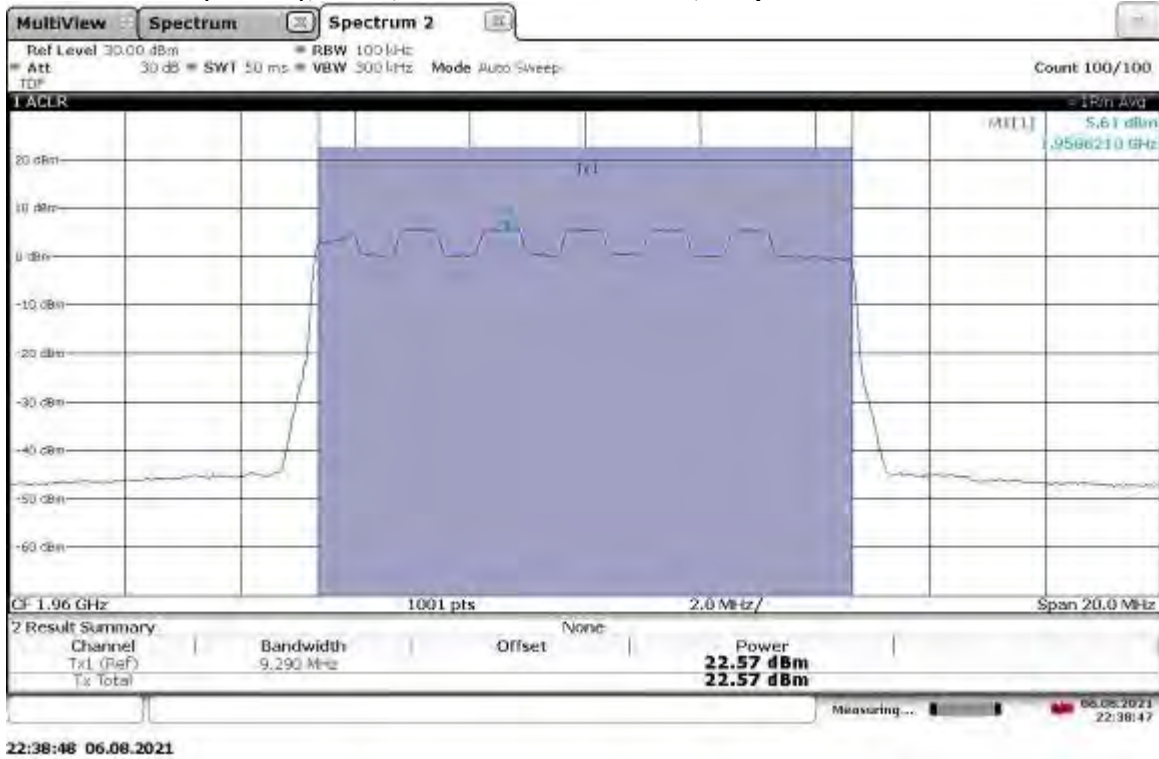 MultiView Spectrum Spectrum 2
Ref Level 30.00 dBm RBW 100 kHz
Att 30 dB SWT 50 ms VBW 300 kHz Mode Auto Sweep Count 100/100
TDF
1 ACLR 1Rm Avg
M1[1] 5.61 dBm
1.9586210 GHz
Tx1
20 dBm
10 dBm
0 dBm
-10 dBm
-20 dBm
-30 dBm
-40 dBm
-50 dBm
-60 dBm
CF 1.96 GHz 1001 pts 2.0 MHz/ Span 20.0 MHz
2 Result Summary None
Channel Bandwidth Offset Power
Tx1 (Ref) 9.290 MHz 22.57 dBm
Tx Total 22.57 dBm
Measuring... 06.08.2021
22:38:47
22:38:48 06.08.2021